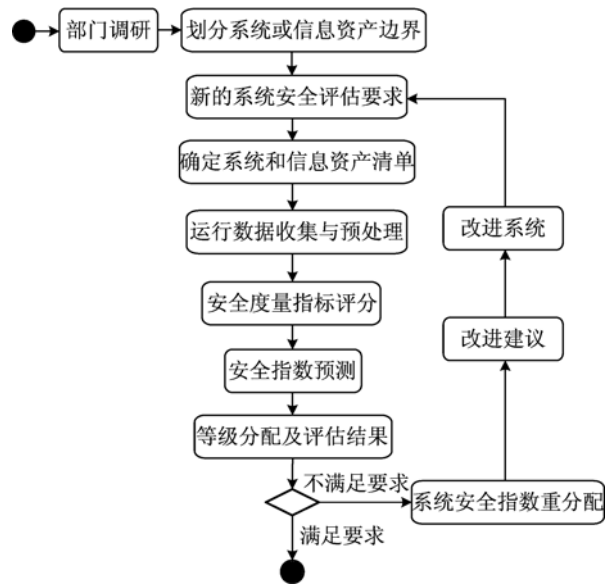 部门调研
划分系统或信息资产边界
新的系统安全评估要求
确定系统和信息资产清单
运行数据收集与预处理
改进系统
安全度量指标评分
安全指数预测
改进建议
等级分配及评估结果
不满足要求
系统安全指数重分配
满足要求